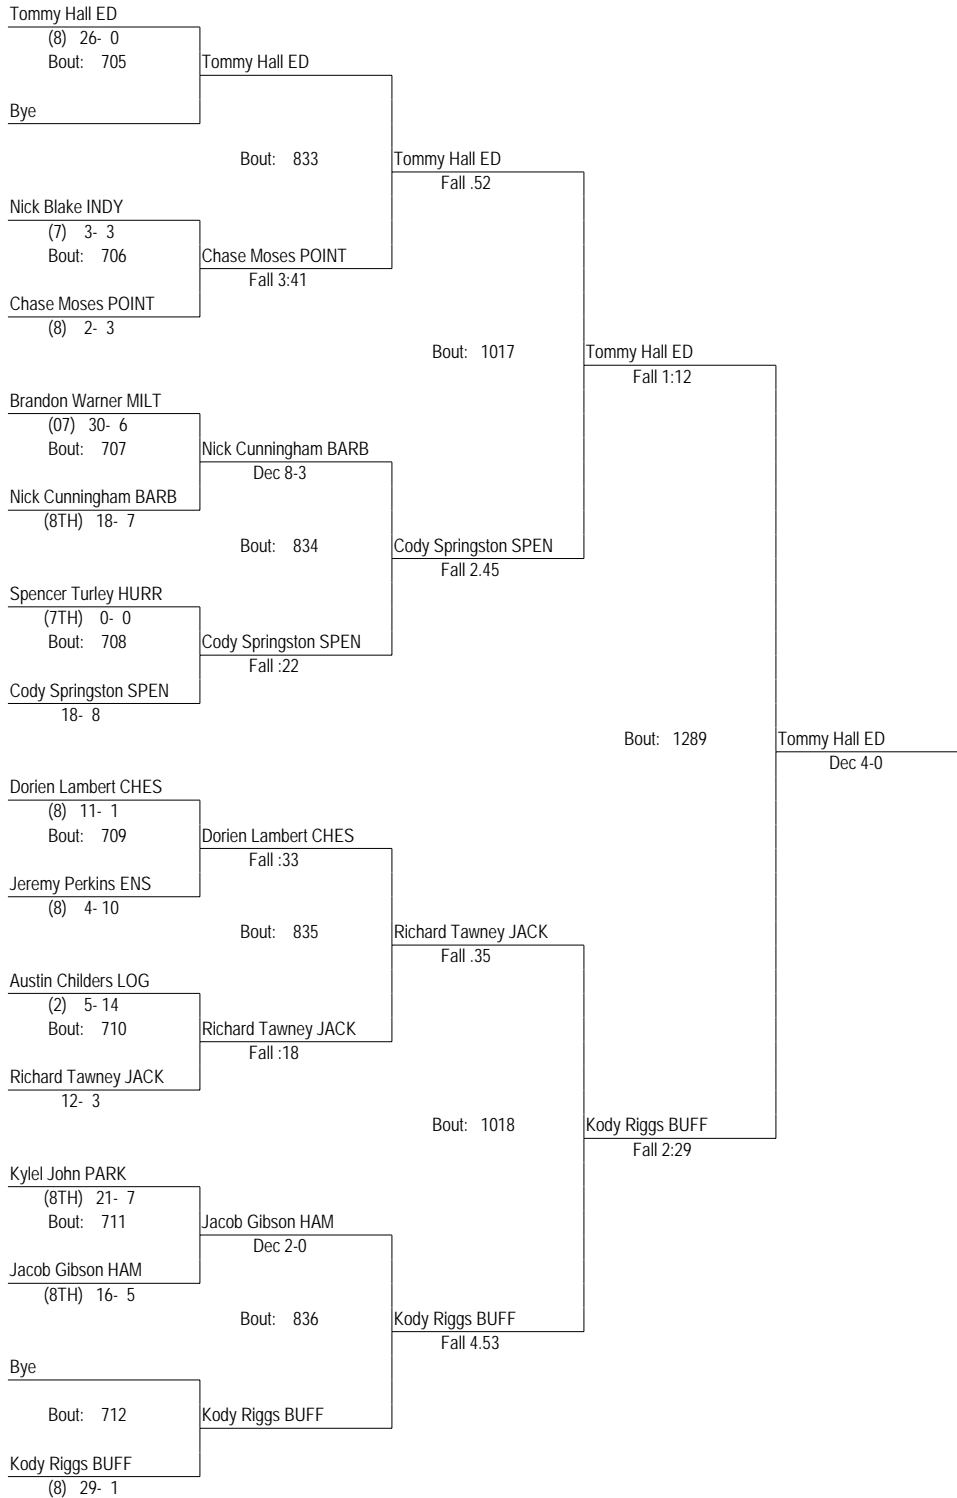 Tommy Hall ED
(8) 26- 0
Bout: 705
Tommy Hall ED
Bye
Bout: 833
Tommy Hall ED
Fall .52
Nick Blake INDY
(7) 3- 3
Bout: 706
Chase Moses POINT
Fall 3:41
Chase Moses POINT
(8) 2- 3
Bout: 1017
Tommy Hall ED
Fall 1:12
Brandon Warner MILT
(07) 30- 6
Bout: 707
Nick Cunningham BARB
Dec 8-3
Nick Cunningham BARB
(8TH) 18- 7
Bout: 834
Cody Springston SPEN
Fall 2.45
Spencer Turley HURR
(7TH) 0- 0
Bout: 708
Cody Springston SPEN
Fall :22
Cody Springston SPEN
18- 8
Bout: 1289
Tommy Hall ED
Dec 4-0
Dorien Lambert CHES
(8) 11- 1
Bout: 709
Dorien Lambert CHES
Fall :33
Jeremy Perkins ENS
(8) 4- 10
Bout: 835
Richard Tawney JACK
Fall .35
Austin Childers LOG
(2) 5- 14
Bout: 710
Richard Tawney JACK
Fall :18
Richard Tawney JACK
12- 3
Bout: 1018
Kody Riggs BUFF
Fall 2:29
Kylel John PARK
(8TH) 21- 7
Bout: 711
Jacob Gibson HAM
Dec 2-0
Jacob Gibson HAM
(8TH) 16- 5
Bout: 836
Kody Riggs BUFF
Fall 4.53
Bye
Bout: 712
Kody Riggs BUFF
Kody Riggs BUFF
(8) 29- 1